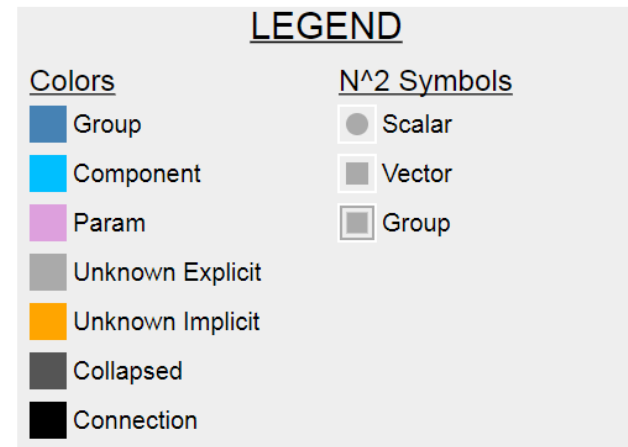 LEGEND
Colors
Group
Component
Param
Unknown Explicit
Unknown Implicit
Collapsed
Connection
N^2 Symbols
Scalar
Vector
Group